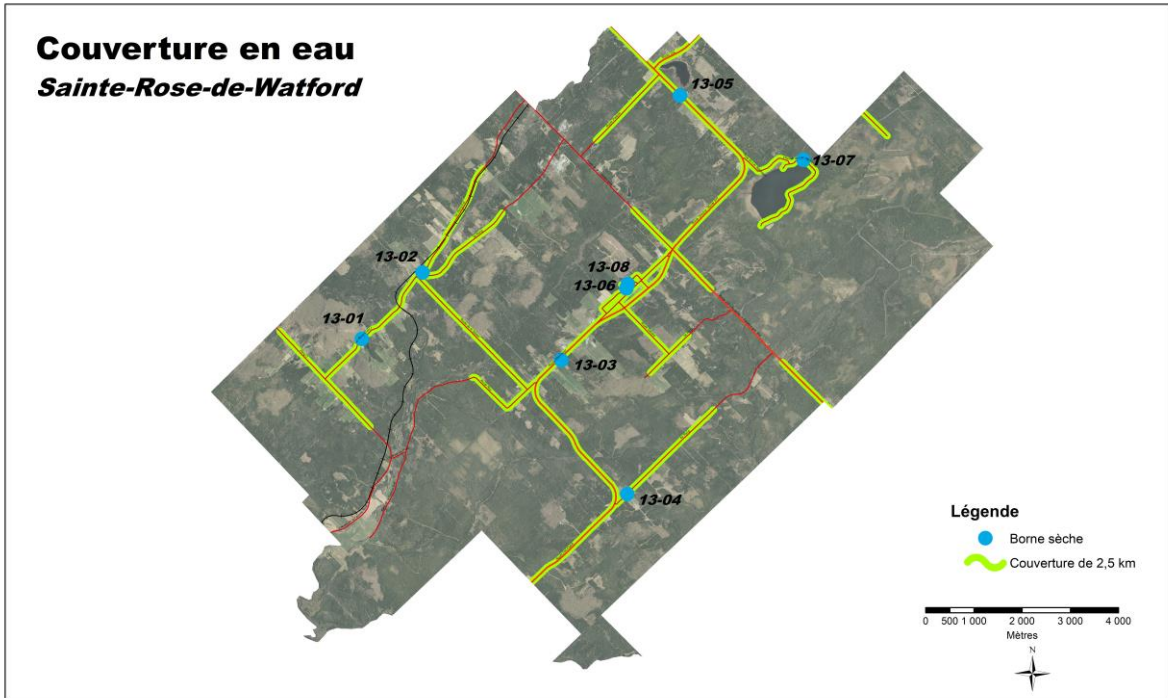 Couverture en eau
Sainte-Rose-de-Watford
13-05
13-07
13-02
13-08
13-06
13-01
13-03
13-04
Légende
Borne sèche
Couverture de 2,5 km
0 500 1 000 2 000 3 000 4 000
Mètres
N